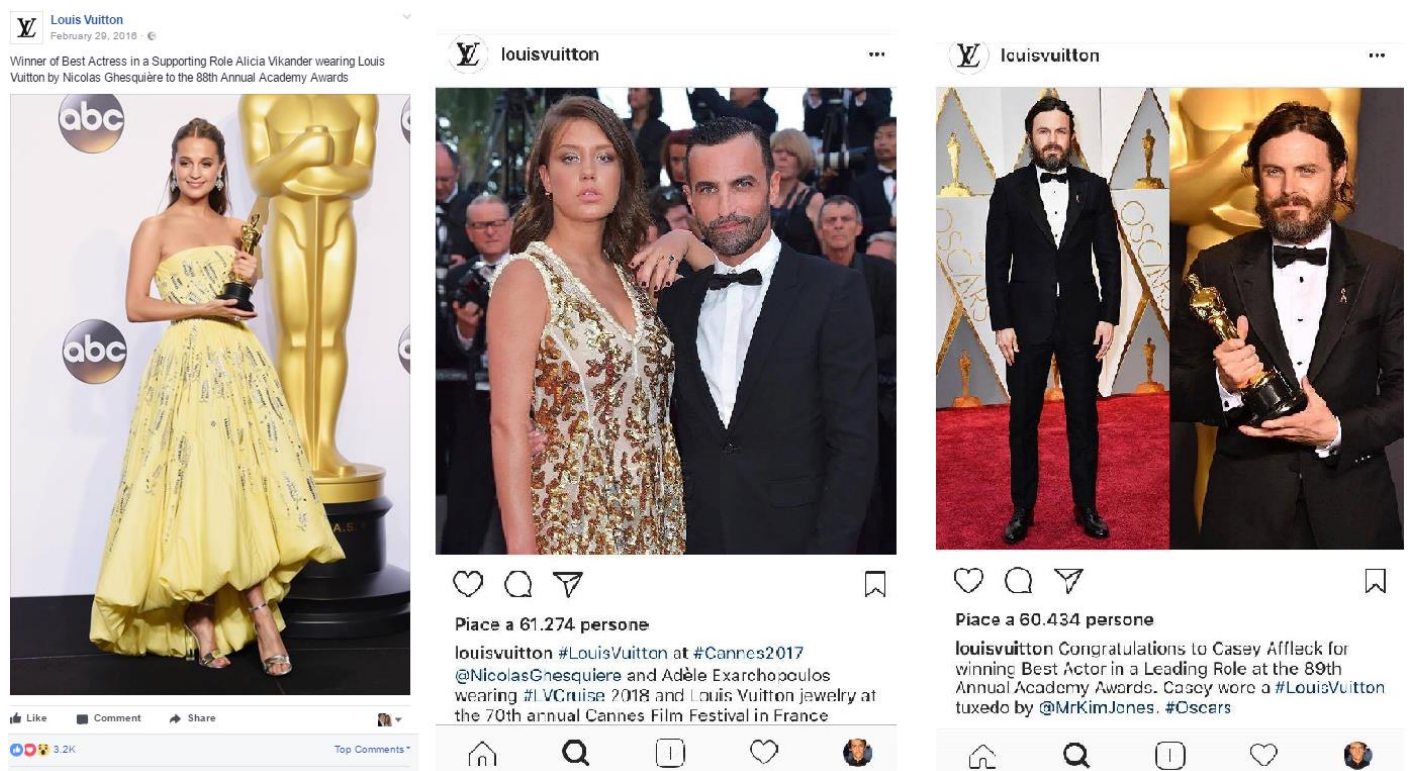 Louis Vuitton
February 29, 2016
Winner of Best Actress in a Supporting Role Alicia Vikander wearing Louis
Vuitton by Nicolas Ghesquière to the 88th Annual Academy Awards
abc
abc
Like
Comment
Share
3.2K
Top Comments
louisvuitton
Piace a 61.274 persone
louisvuitton #LouisVuitton at #Cannes2017
@NicolasGhesquiere and Adèle Exarchopoulos
wearing #LVCruise 2018 and Louis Vuitton jewelry at
the 70th annual Cannes Film Festival in France
louisvuitton
OSCARS
OSCARS
Piace a 60.434 persone
louisvuitton Congratulations to Casey Affleck for
winning Best Actor in a Leading Role at the 89th
Annual Academy Awards. Casey wore a #LouisVuitton
tuxedo by @MrKimJones. #Oscars